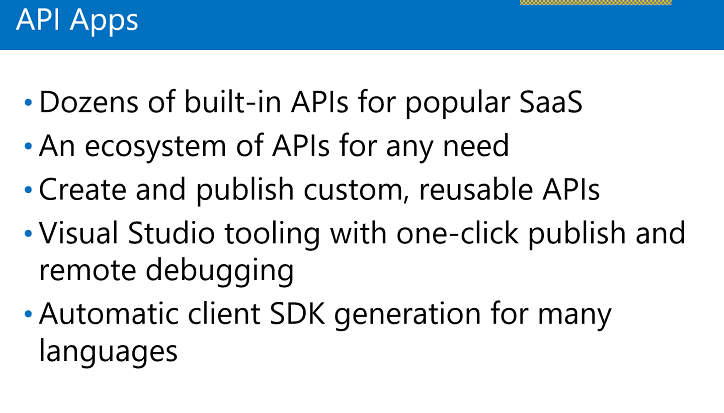 API Apps
• Dozens of built-in APIs for popular SaaS
• An ecosystem of APIs for any need
• Create and publish custom, reusable APIs
• Visual Studio tooling with one-click publish and
remote debugging
• Automatic client SDK generation for many
languages